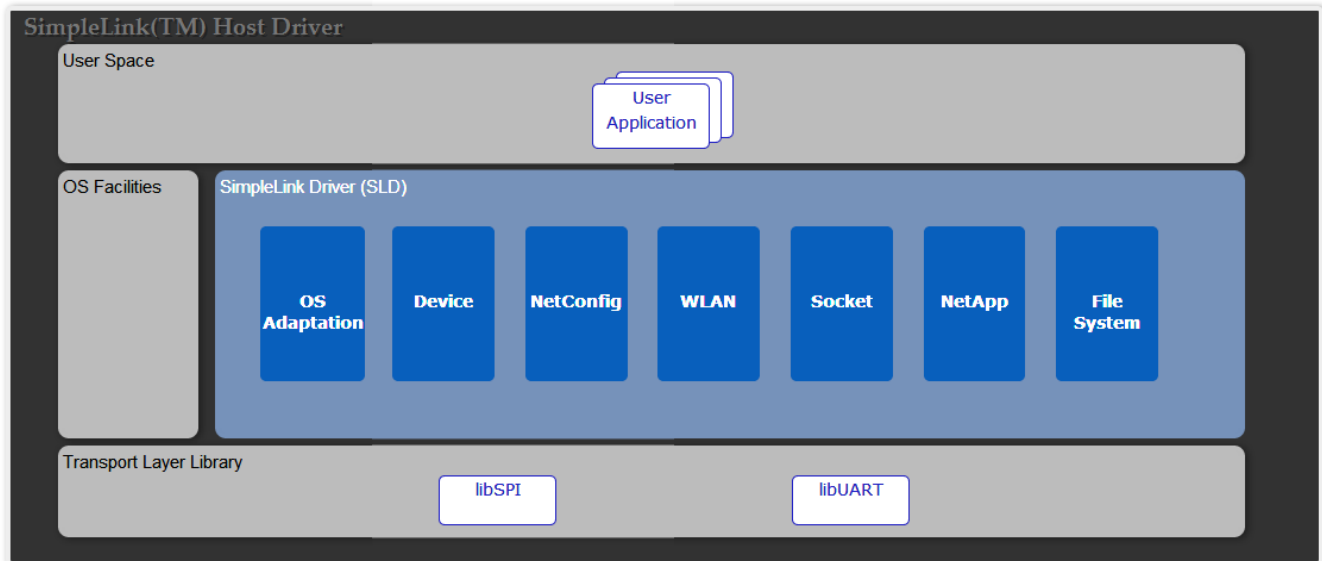 SimpleLink(TM) Host Driver
User Space
User
Application
OS Facilities
SimpleLink Driver (SLD)
OS
Adaptation
Device
NetConfig
WLAN
Socket
NetApp
File
System
Transport Layer Library
libSPI
libUART